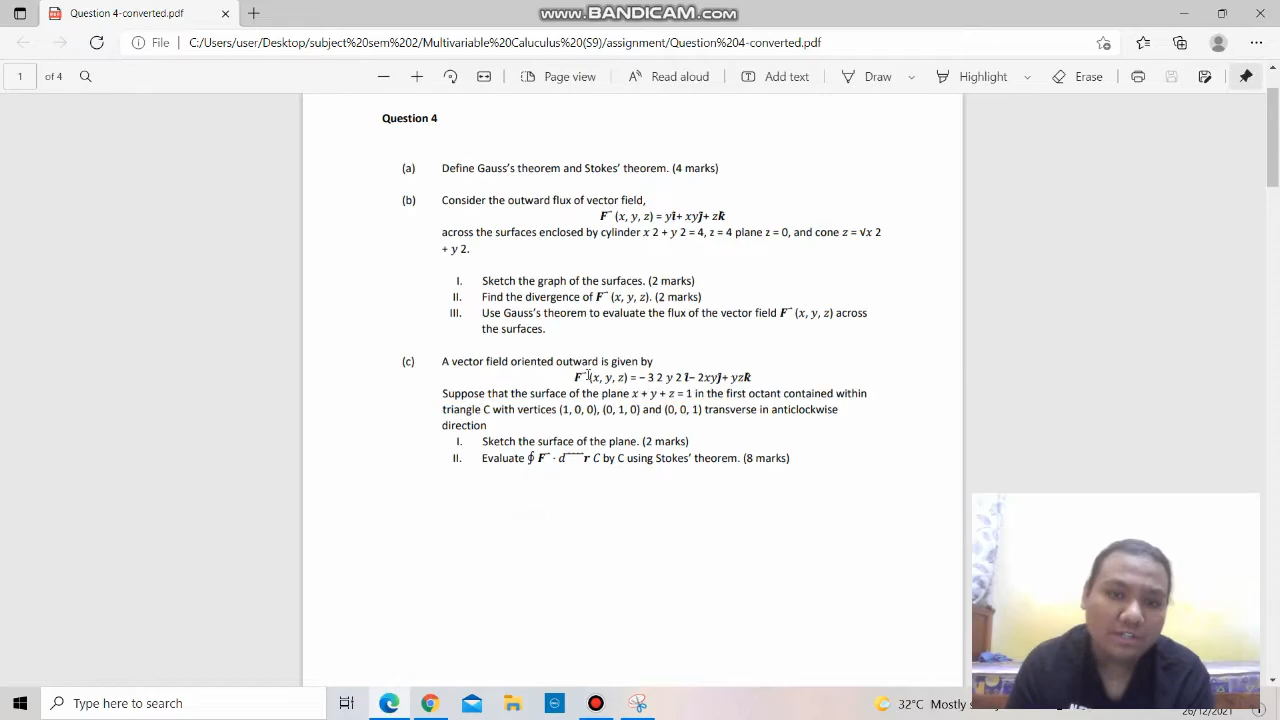 Question 4-converted.pdf
www.BANDICAM.com
File C:/Users/user/Desktop/subject%20sem%202/Multivariable%20Caluculus%20(S9)/assignment/Question%204-converted.pdf
1 of 4 Page view Read aloud Add text Draw Highlight Erase
Question 4
(a) Define Gauss's theorem and Stokes' theorem. (4 marks)
(b) Consider the outward flux of vector field,
F⃑ (x, y, z) = yî+ xyĵ+ zk̂
across the surfaces enclosed by cylinder x 2 + y 2 = 4, z = 4 plane z = 0, and cone z = √x 2
+ y 2.
I. Sketch the graph of the surfaces. (2 marks)
II. Find the divergence of F⃑ (x, y, z). (2 marks)
III. Use Gauss's theorem to evaluate the flux of the vector field F⃑ (x, y, z) across
the surfaces.
(c) A vector field oriented outward is given by
F⃑ (x, y, z) = − 3 2 y 2 î− 2xyĵ+ yzk̂
Suppose that the surface of the plane x + y + z = 1 in the first octant contained within
triangle C with vertices (1, 0, 0), (0, 1, 0) and (0, 0, 1) transverse in anticlockwise
direction
I. Sketch the surface of the plane. (2 marks)
II. Evaluate ∮ F⃑ · d⃑r C by C using Stokes' theorem. (8 marks)
Type here to search
32°C Mostly
26/12/2021